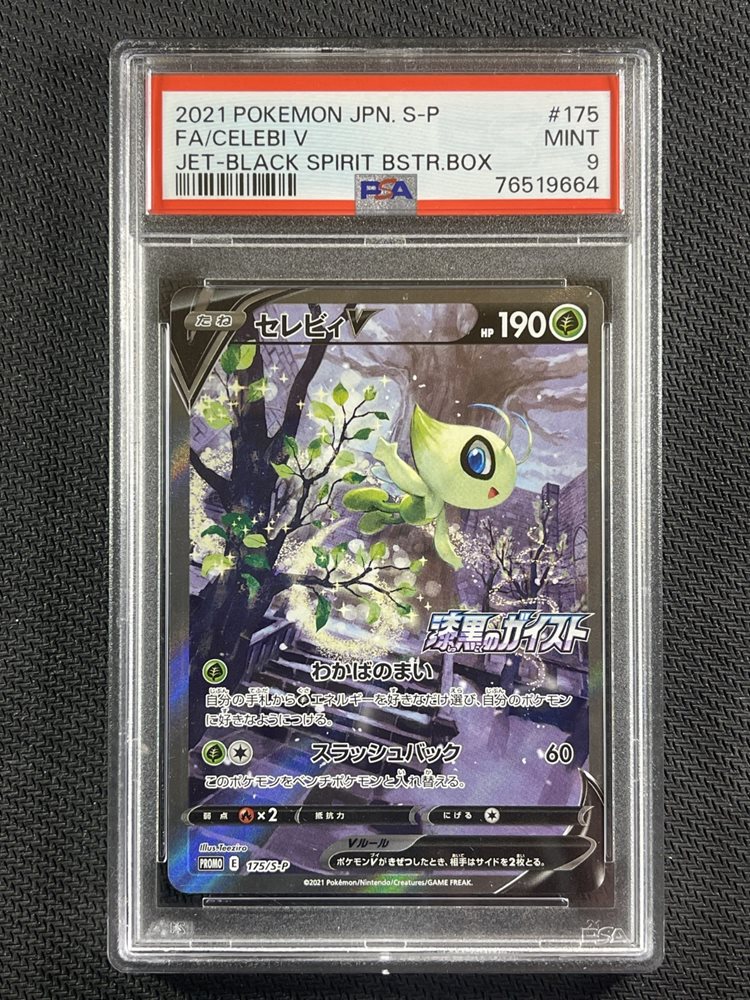 2021 POKEMON JPN. S-P #175
FA/CELEBI V MINT
JET-BLACK SPIRIT BSTR.BOX 9
PSA 76519664
たね セレビィV HP 190
漆黒のガイスト
わかばのまい
自分の手札から エネルギーを好きなだけ選び、自分のポケモン
に好きなようにつける。
スラッシュバック 60
このポケモンをベンチポケモンと入れ替える。
弱点 ×2 抵抗力 にげる
Illus.Teeziro
Vルール
PROMO E 175/S-P ポケモンVがきぜつしたとき、相手はサイドを2枚とる。
©2021 Pokémon/Nintendo/Creatures/GAME FREAK.
PSA